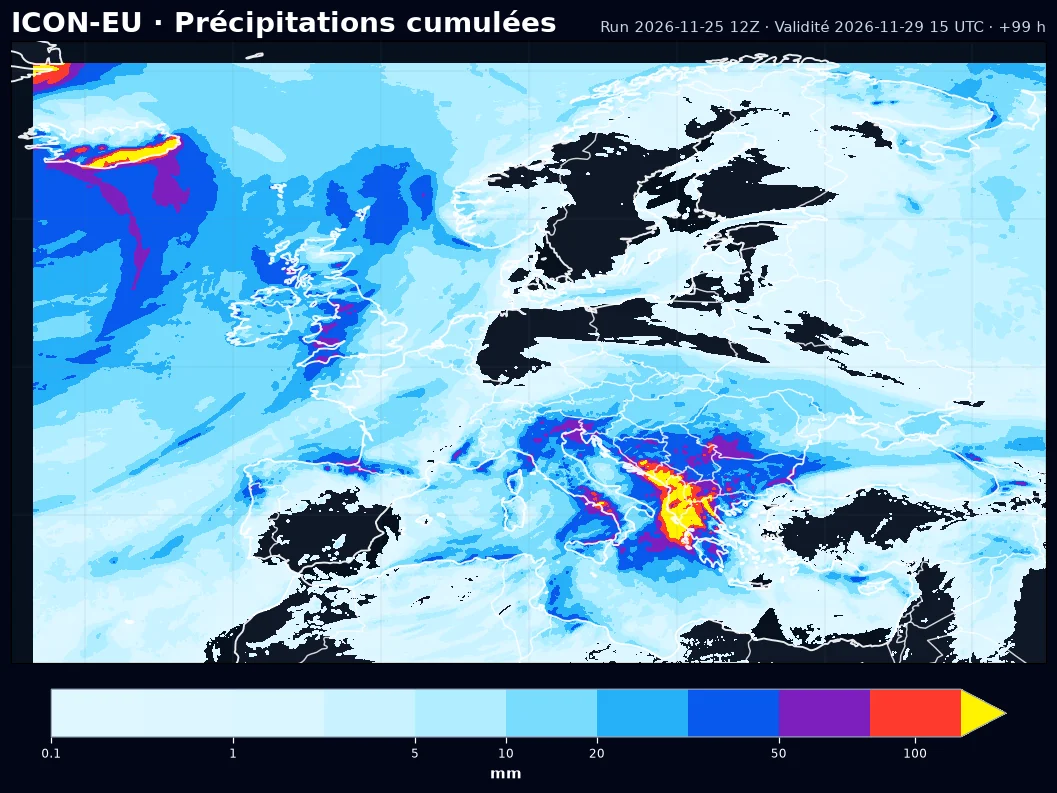 ICON-EU · Précipitations cumulées
Run 2026-11-25 12Z · Validité 2026-11-29 15 UTC · +99 h
0.1 1 5 10 20 50 100
mm